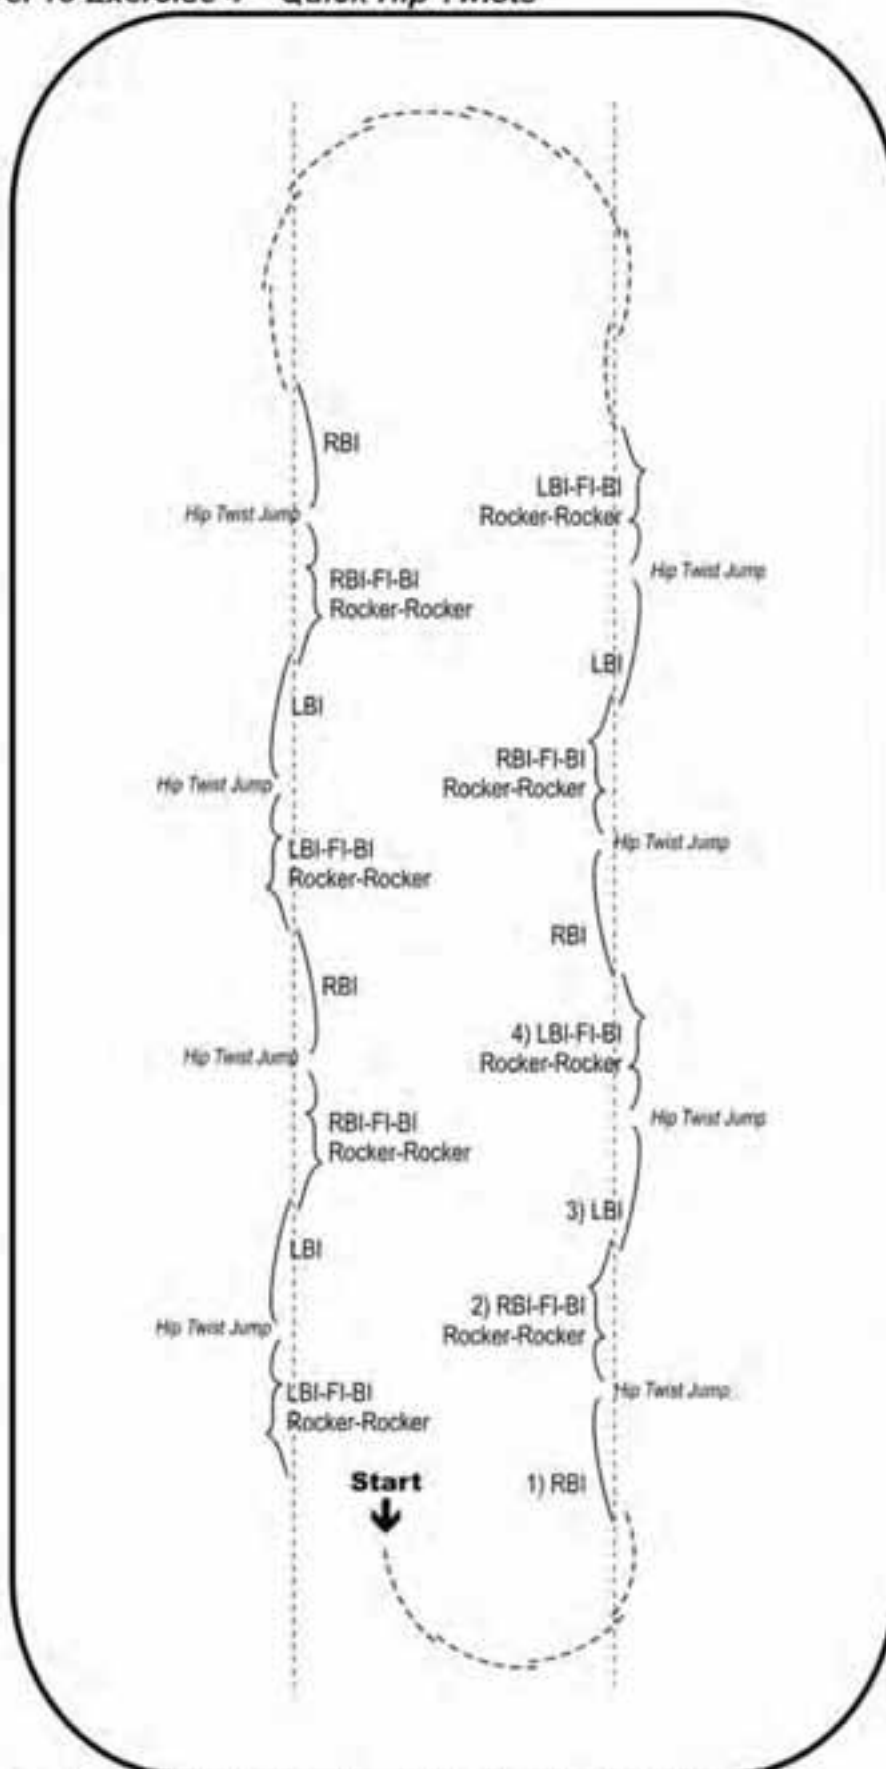 Exercise Quick Hip Twists
RBI
Hip Twist Jump
RBI-FI-BI
Rocker-Rocker
LBI
Hip Twist Jump
LBI-FI-BI
Rocker-Rocker
RBI
Hip Twist Jump
RBI-FI-BI
Rocker-Rocker
LBI
Hip Twist Jump
LBI-FI-BI
Rocker-Rocker
Start
LBI-FI-BI
Rocker-Rocker
Hip Twist Jump
LBI
RBI-FI-BI
Rocker-Rocker
Hip Twist Jump
RBI
4) LBI-FI-BI
Rocker-Rocker
Hip Twist Jump
3) LBI
2) RBI-FI-BI
Rocker-Rocker
Hip Twist Jump
1) RBI